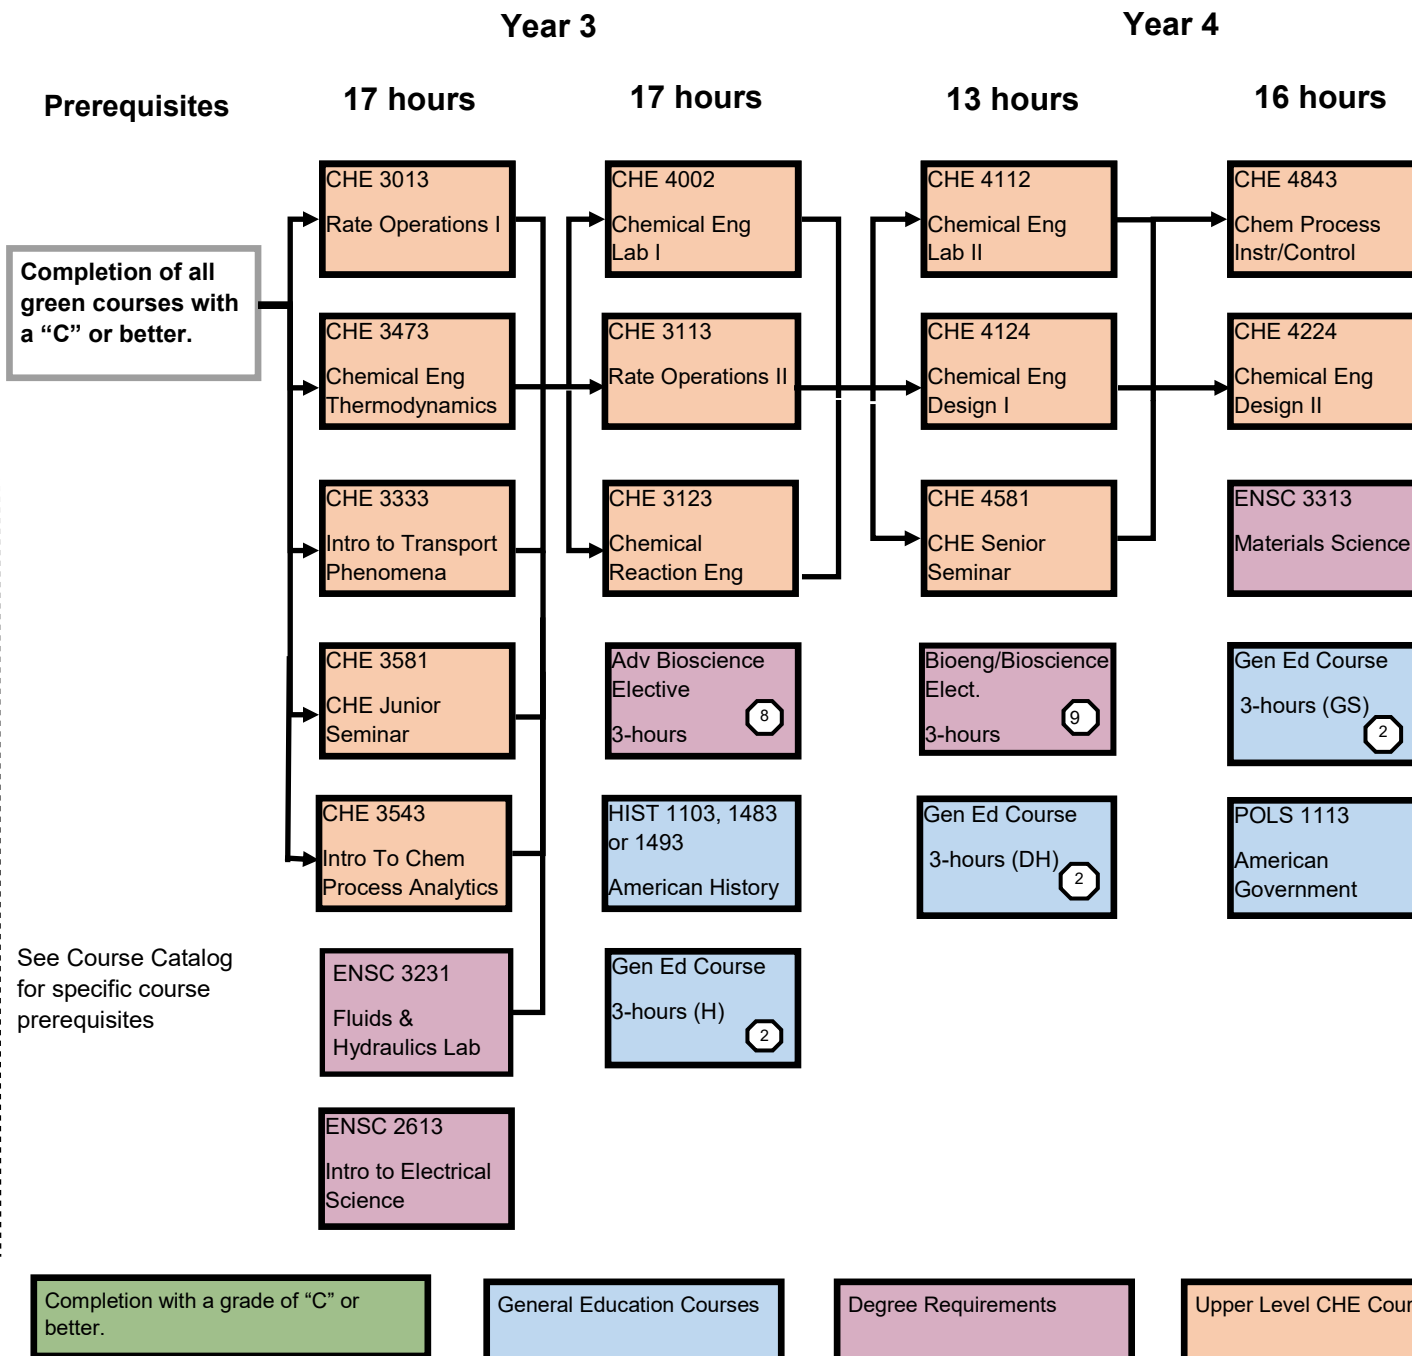 Year 3
Year 4
Prerequisites
17 hours
17 hours
13 hours
16 hours
Completion of all
green courses with
a “C” or better.
See Course Catalog
for specific course
prerequisites
CHE 3013
Rate Operations I
CHE 3473
Chemical Eng
Thermodynamics
CHE 3333
Intro to Transport
Phenomena
CHE 3581
CHE Junior
Seminar
CHE 3543
Intro To Chem
Process Analytics
ENSC 3231
Fluids &
Hydraulics Lab
ENSC 2613
Intro to Electrical
Science
CHE 4002
Chemical Eng
Lab I
CHE 3113
Rate Operations II
CHE 3123
Chemical
Reaction Eng
Adv Bioscience
Elective
3-hours
8
HIST 1103, 1483
or 1493
American History
Gen Ed Course
3-hours (H)
2
CHE 4112
Chemical Eng
Lab II
CHE 4124
Chemical Eng
Design I
CHE 4581
CHE Senior
Seminar
Bioeng/Bioscience
Elect.
3-hours
9
Gen Ed Course
3-hours (DH)
2
CHE 4843
Chem Process
Instr/Control
CHE 4224
Chemical Eng
Design II
ENSC 3313
Materials Science
Gen Ed Course
3-hours (GS)
2
POLS 1113
American
Government
Completion with a grade of “C” or
better.
General Education Courses
Degree Requirements
Upper Level CHE Cour